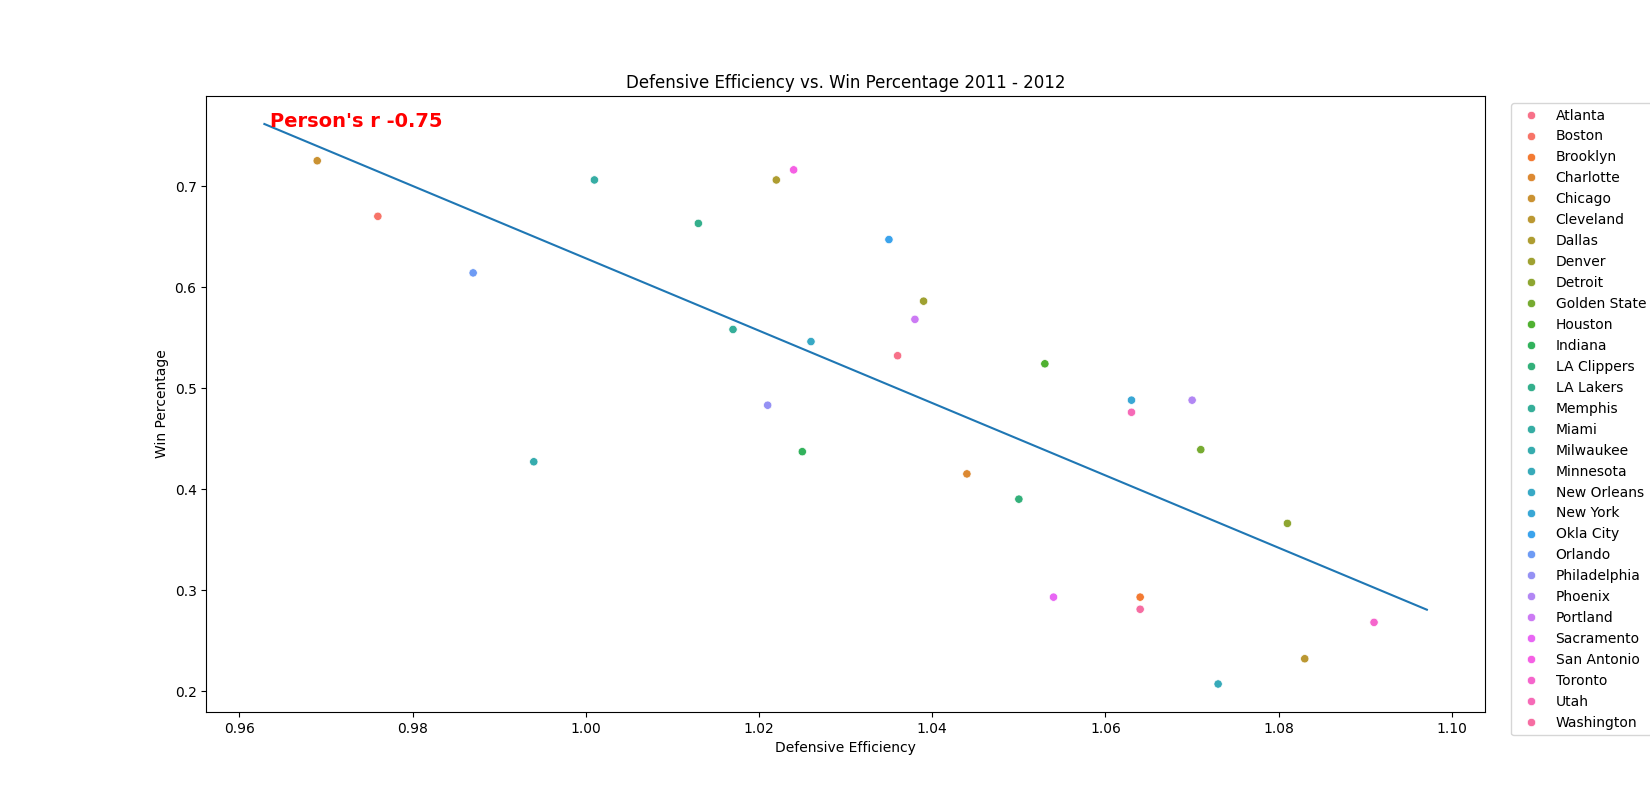 Defensive Efficiency vs. Win Percentage 2011 - 2012
Person's r -0.75
Win Percentage
0.7
0.6
0.5
0.4
0.3
0.2
0.96
0.98
1.00
1.02
1.04
1.06
1.08
1.10
Defensive Efficiency
Atlanta
Boston
Brooklyn
Charlotte
Chicago
Cleveland
Dallas
Denver
Detroit
Golden State
Houston
Indiana
LA Clippers
LA Lakers
Memphis
Miami
Milwaukee
Minnesota
New Orleans
New York
Okla City
Orlando
Philadelphia
Phoenix
Portland
Sacramento
San Antonio
Toronto
Utah
Washington